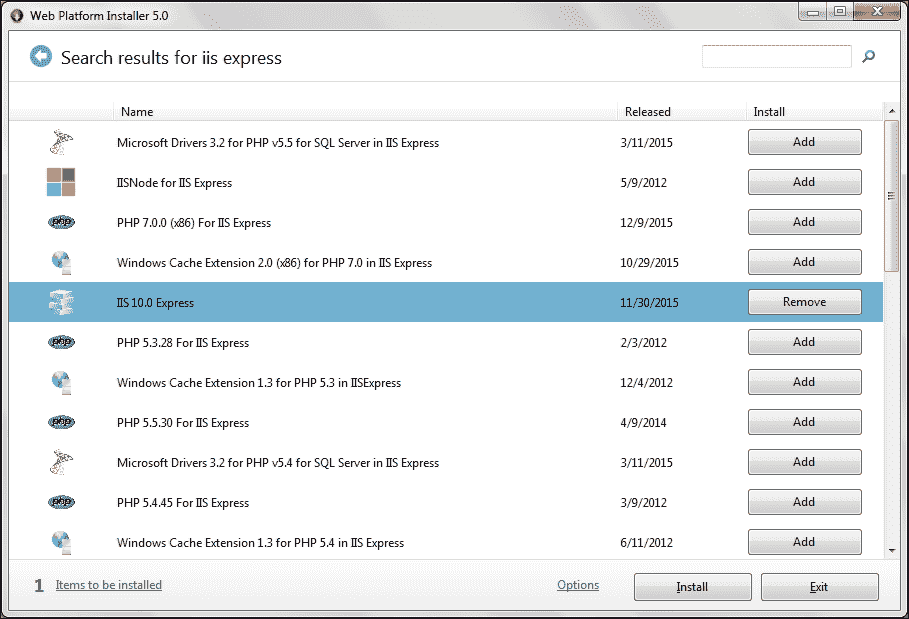 Web Platform Installer 5.0
Search results for iis express
Name Released Install
Microsoft Drivers 3.2 for PHP v5.5 for SQL Server in IIS Express 3/11/2015 Add
IISNode for IIS Express 5/9/2012 Add
php PHP 7.0.0 (x86) For IIS Express 12/9/2015 Add
Windows Cache Extension 2.0 (x86) for PHP 7.0 in IIS Express 10/29/2015 Add
IIS 10.0 Express 11/30/2015 Remove
php PHP 5.3.28 For IIS Express 2/3/2012 Add
Windows Cache Extension 1.3 for PHP 5.3 in IISExpress 12/4/2012 Add
php PHP 5.5.30 For IIS Express 4/9/2014 Add
Microsoft Drivers 3.2 for PHP v5.4 for SQL Server in IIS Express 3/11/2015 Add
php PHP 5.4.45 For IIS Express 3/9/2012 Add
Windows Cache Extension 1.3 for PHP 5.4 in IIS Express 6/11/2012 Add
1 Items to be installed Options Install Exit